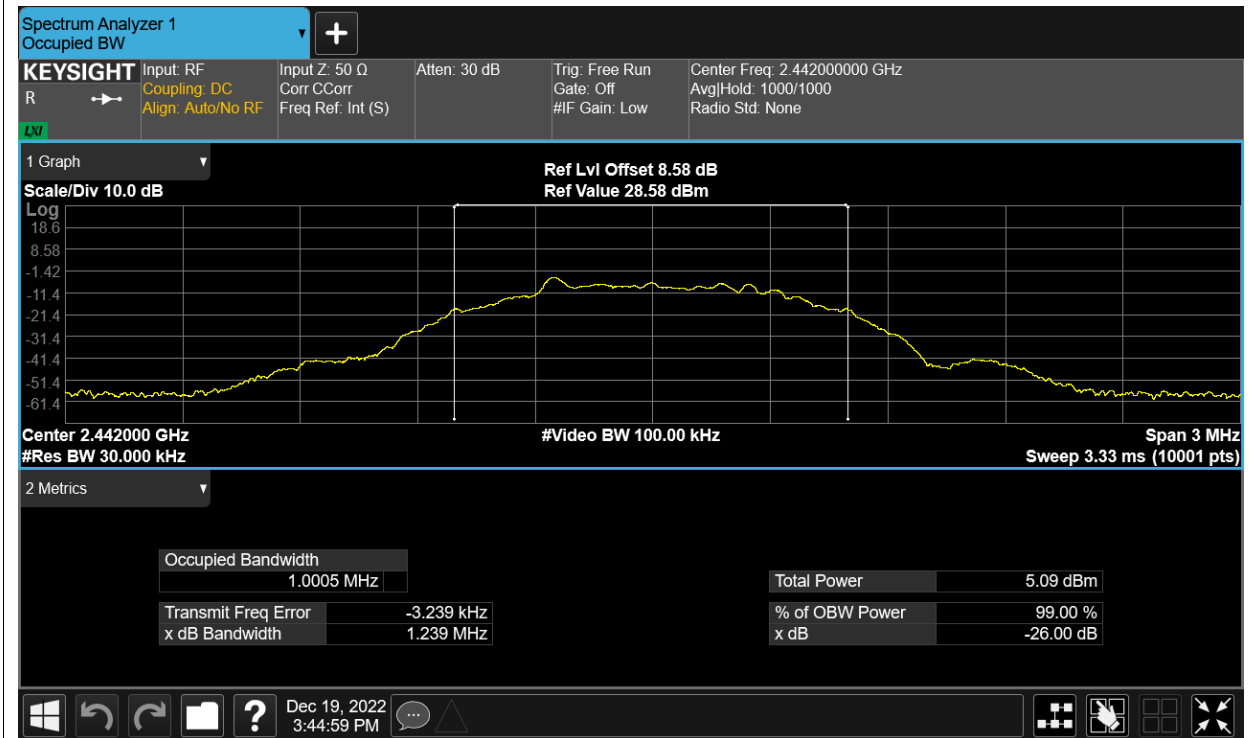 Spectrum Analyzer 1
Occupied BW
KEYSIGHT
R
LXI
Input: RF
Coupling: DC
Align: Auto/No RF
Input Z: 50 Ω
Corr CCorr
Freq Ref: Int (S)
Atten: 30 dB
Trig: Free Run
Gate: Off
#IF Gain: Low
Center Freq: 2.442000000 GHz
Avg|Hold: 1000/1000
Radio Std: None
1 Graph
Scale/Div 10.0 dB
Ref Lvl Offset 8.58 dB
Ref Value 28.58 dBm
Log
18.6
8.58
-1.42
-11.4
-21.4
-31.4
-41.4
-51.4
-61.4
Center 2.442000 GHz
#Video BW 100.00 kHz
Span 3 MHz
#Res BW 30.000 kHz
Sweep 3.33 ms (10001 pts)
2 Metrics
Occupied Bandwidth
1.0005 MHz
Total Power 5.09 dBm
Transmit Freq Error -3.239 kHz
% of OBW Power 99.00 %
x dB Bandwidth 1.239 MHz
x dB -26.00 dB
?
Dec 19, 2022
3:44:59 PM